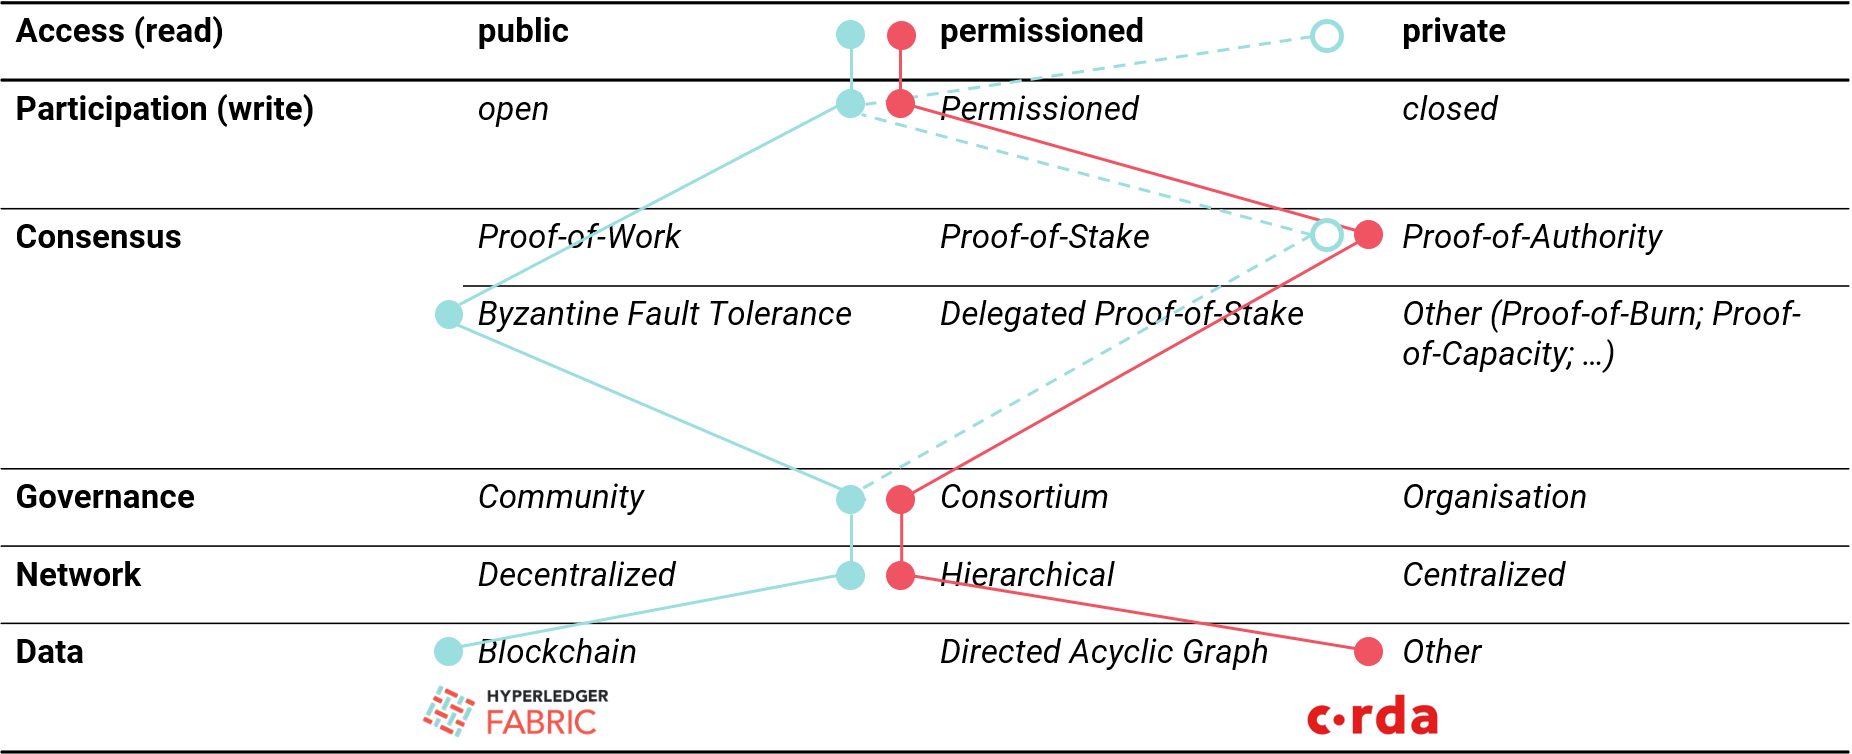 Access (read) public permissioned private
Participation (write) open Permissioned closed
Consensus Proof-of-Work Proof-of-Stake Proof-of-Authority
Byzantine Fault Tolerance Delegated Proof-of-Stake Other (Proof-of-Burn; Proof-
of-Capacity; ...)
Governance Community Consortium Organisation
Network Decentralized Hierarchical Centralized
Data Blockchain Directed Acyclic Graph Other
HYPERLEDGER
FABRIC c·rda